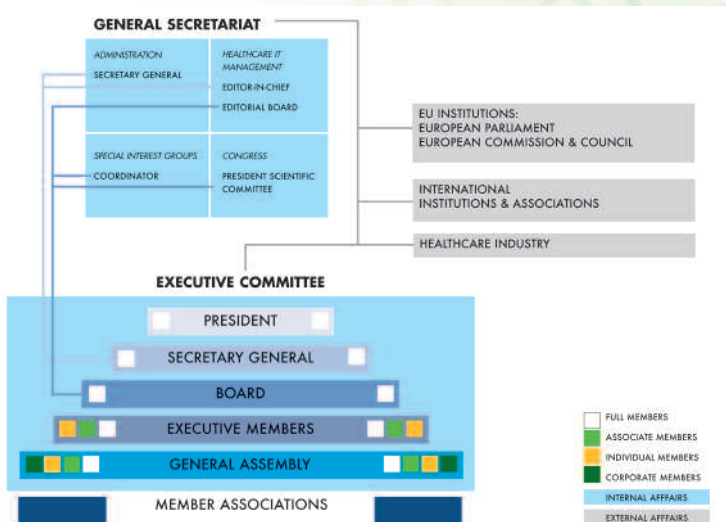 GENERAL SECRETARIAT
ADMINISTRATION
SECRETARY GENERAL
HEALTHCARE IT
MANAGEMENT
EDITOR-IN-CHIEF
EDITORIAL BOARD
SPECIAL INTEREST GROUPS
COORDINATOR
CONGRESS
PRESIDENT SCIENTIFIC
COMMITTEE
EU INSTITUTIONS:
EUROPEAN PARLIAMENT
EUROPEAN COMMISSION & COUNCIL
INTERNATIONAL
INSTITUTIONS & ASSOCIATIONS
HEALTHCARE INDUSTRY
EXECUTIVE COMMITTEE
PRESIDENT
SECRETARY GENERAL
BOARD
EXECUTIVE MEMBERS
GENERAL ASSEMBLY
MEMBER ASSOCIATIONS
FULL MEMBERS
ASSOCIATE MEMBERS
INDIVIDUAL MEMBERS
CORPORATE MEMBERS
INTERNAL AFFFAIRS
EXTERNAL AFFFAIRS